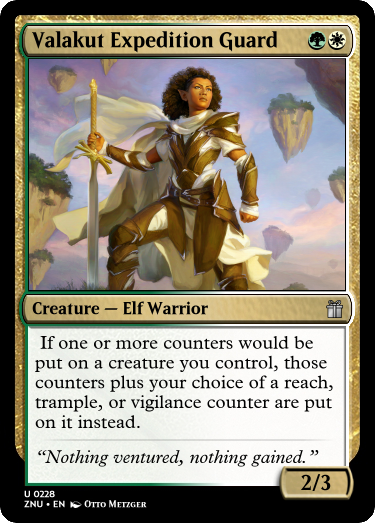 Valakut Expedition Guard
Creature — Elf Warrior
If one or more counters would be
put on a creature you control, those
counters plus your choice of a reach,
trample, or vigilance counter are put
on it instead.
“Nothing ventured, nothing gained.”
2/3
U 0228
ZNU • EN Otto Metzger